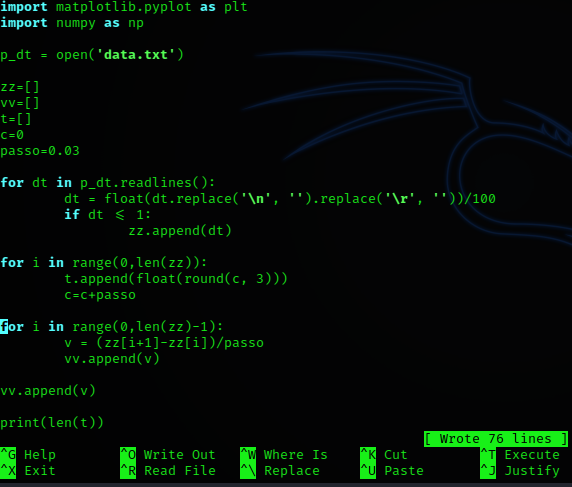 import matplotlib.pyplot as plt
import numpy as np
p_dt = open('data.txt')
zz=[]
vv=[]
t=[]
c=0
passo=0.03
for dt in p_dt.readlines():
        dt = float(dt.replace('\n', '').replace('\r', ''))/100
        if dt ≤ 1:
                zz.append(dt)
for i in range(0,len(zz)):
        t.append(float(round(c, 3)))
        c=c+passo
for i in range(0,len(zz)-1):
        v = (zz[i+1]-zz[i])/passo
        vv.append(v)
vv.append(v)
print(len(t))
[ Wrote 76 lines ]
^G Help ^O Write Out ^W Where Is ^K Cut ^T Execute
^X Exit ^R Read File ^\ Replace ^U Paste ^J Justify